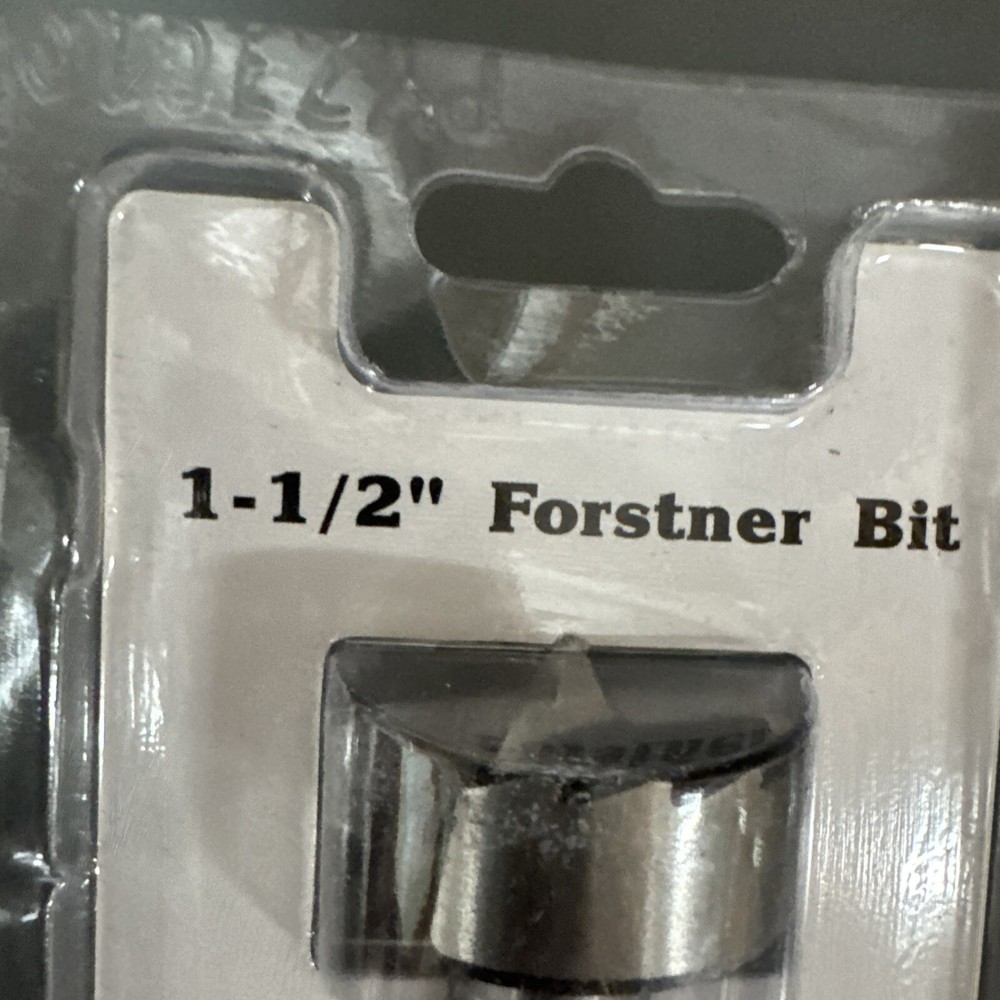 1-1/2" Forstner Bit